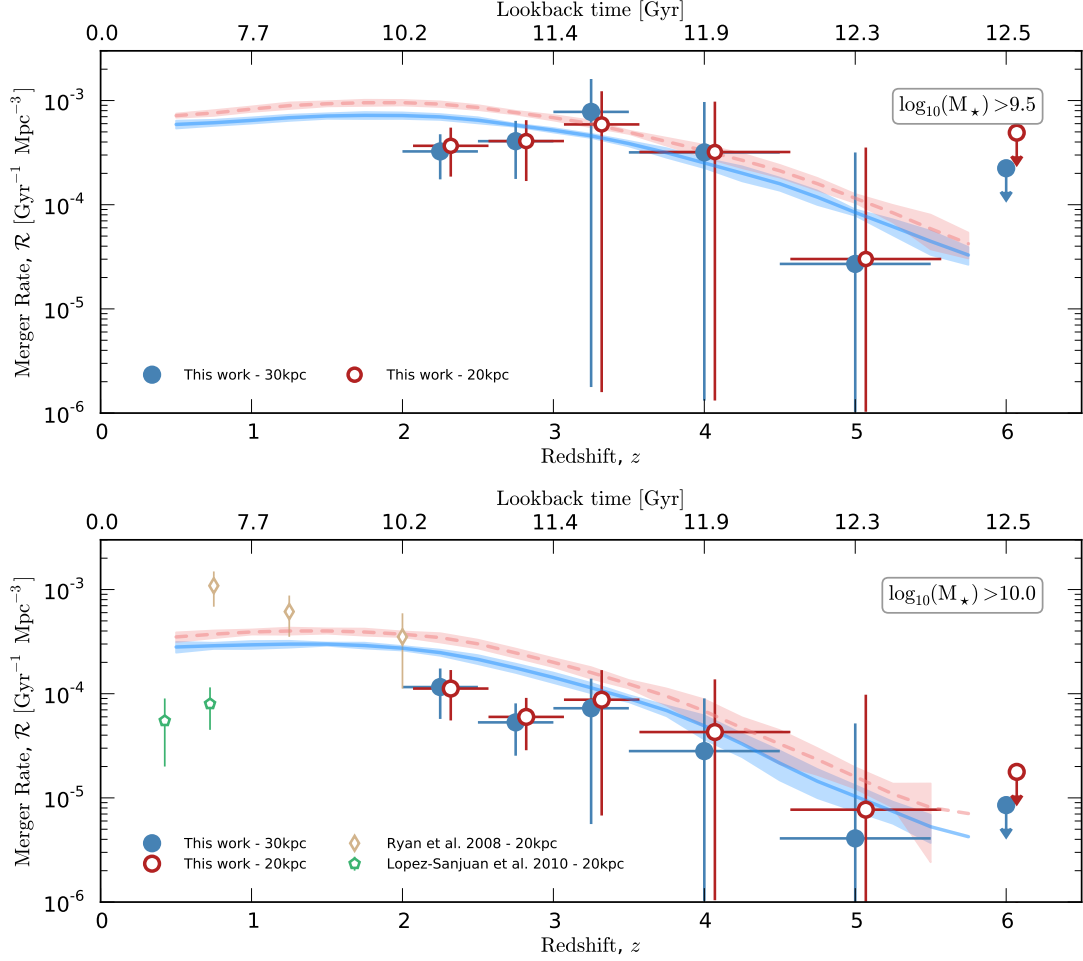 Lookback time [Gyr]
0.0 7.7 10.2 11.4 11.9 12.3 12.5
Merger Rate, ℛ [Gyr⁻¹ Mpc⁻³]
10⁻³
log₁₀(M⋆) >9.5
10⁻⁴
10⁻⁵
This work - 30kpc This work - 20kpc
10⁻⁶
0 1 2 3 4 5 6
Redshift, z
Lookback time [Gyr]
0.0 7.7 10.2 11.4 11.9 12.3 12.5
Merger Rate, ℛ [Gyr⁻¹ Mpc⁻³]
10⁻³
log₁₀(M⋆) >10.0
10⁻⁴
10⁻⁵
This work - 30kpc Ryan et al. 2008 - 20kpc
This work - 20kpc Lopez-Sanjuan et al. 2010 - 20kpc
10⁻⁶
0 1 2 3 4 5 6
Redshift, z